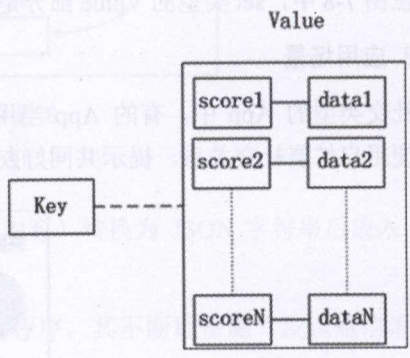 Value
score1 data1
score2 data2
Key
scoreN dataN